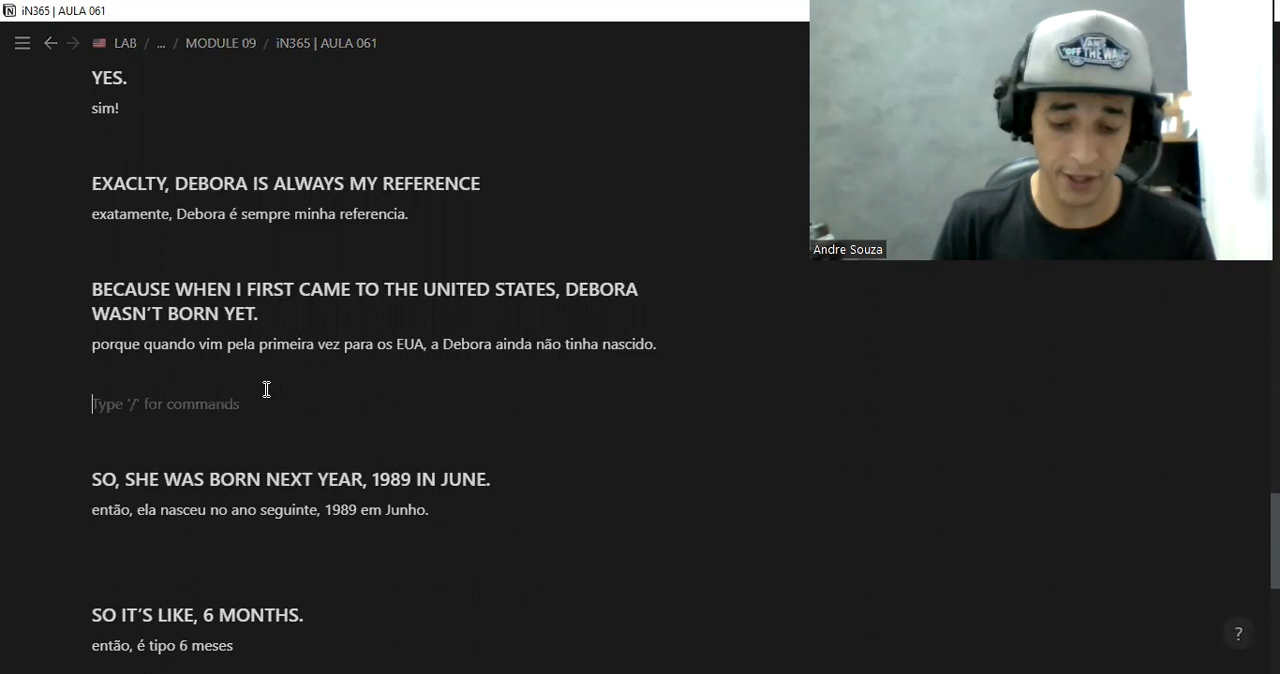 iN365 | AULA 061
LAB / ... / MODULE 09 / iN365 | AULA 061
VANS
"OFF THE WALL"
YES.
sim!
EXACLTY, DEBORA IS ALWAYS MY REFERENCE
exatamente, Debora é sempre minha referencia.
Andre Souza
BECAUSE WHEN I FIRST CAME TO THE UNITED STATES, DEBORA
WASN'T BORN YET.
porque quando vim pela primeira vez para os EUA, a Debora ainda não tinha nascido.
Type '/' for commands
SO, SHE WAS BORN NEXT YEAR, 1989 IN JUNE.
então, ela nasceu no ano seguinte, 1989 em Junho.
SO IT´S LIKE, 6 MONTHS.
então, é tipo 6 meses
?